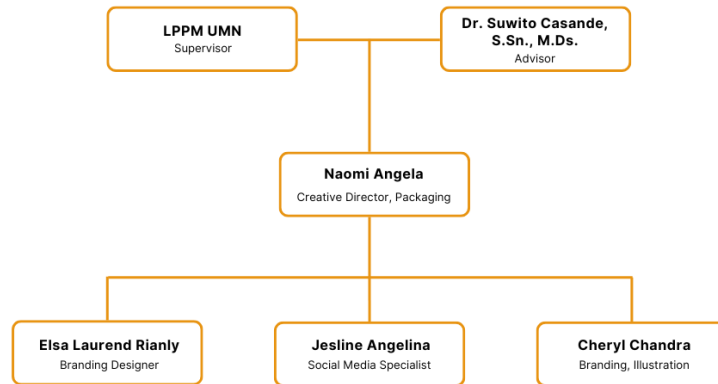 LPPM UMN
Supervisor
Dr. Suwito Casande,
S.Sn., M.Ds.
Advisor
Naomi Angela
Creative Director, Packaging
Elsa Laurend Rianly
Branding Designer
Jesline Angelina
Social Media Specialist
Cheryl Chandra
Branding, Illustration